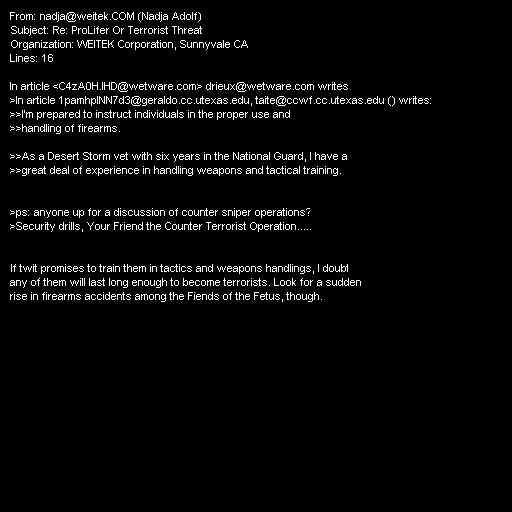 From: nadja@weitek.COM (Nadja Adolf)
Subject: Re: ProLifer Or Terrorist Threat
Organization: WEITEK Corporation, Sunnyvale CA
Lines: 16

In article <C4zA0H.IHD@wetware.com> drieux@wetware.com writes
>In article 1pamhpINN7d3@geraldo.cc.utexas.edu, taite@ccwf.cc.utexas.edu () writes:
>>I'm prepared to instruct individuals in the proper use and
>>handling of firearms.

>>As a Desert Storm vet with six years in the National Guard, I have a
>>great deal of experience in handling weapons and tactical training.

>ps: anyone up for a discussion of counter sniper operations?
>Security drills, Your Friend the Counter Terrorist Operation.....

If twit promises to train them in tactics and weapons handlings, I doubt
any of them will last long enough to become terrorists. Look for a sudden
rise in firearms accidents among the Fiends of the Fetus, though.